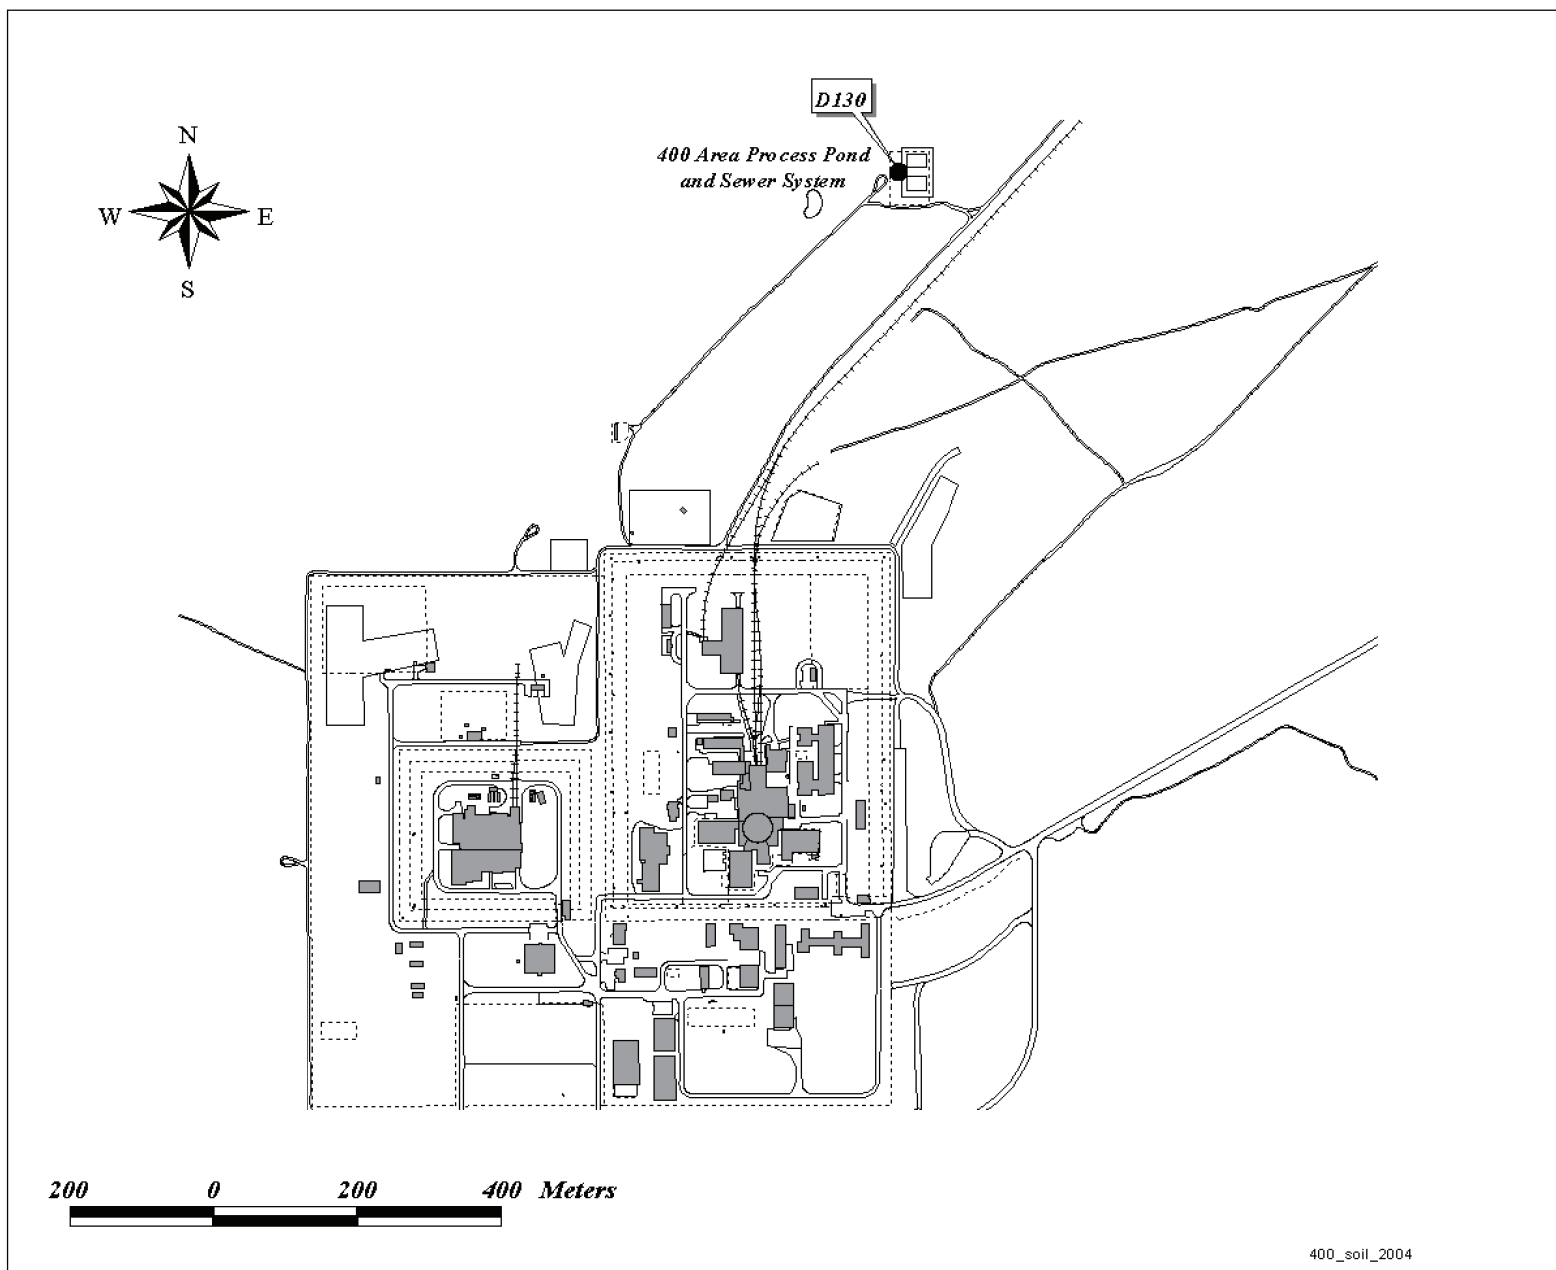 D130
N
400 Area Process Pond
and Sewer System
W E
S
200 0 200 400 Meters
400_soil_2004